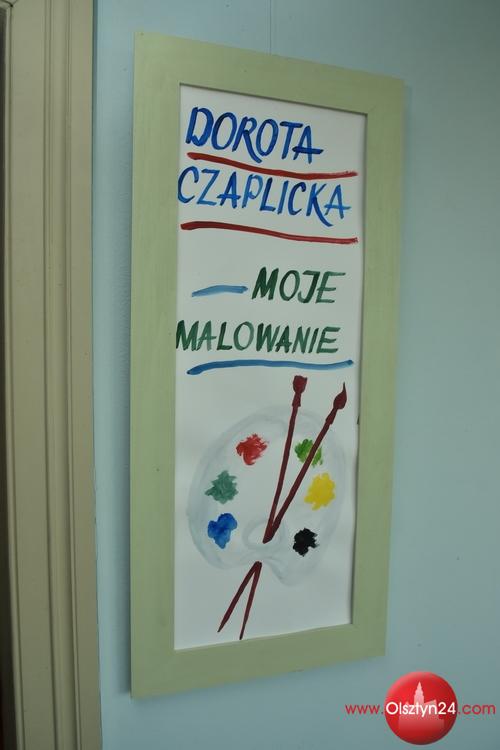 DOROTA
CZAPLICKA
— MOJE
MALOWANIE
www.Olsztyn24.com